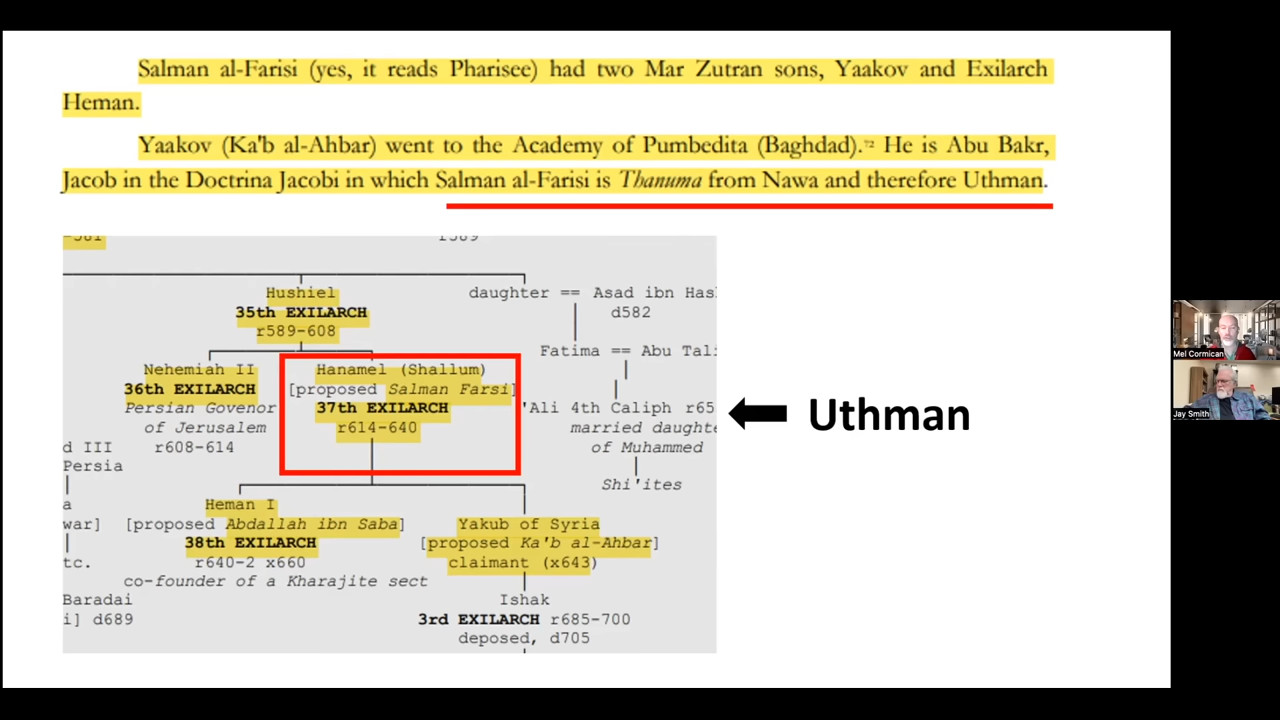 Salman al-Farisi (yes, it reads Pharisee) had two Mar Zutran sons, Yaakov and Exilarch
Heman.
Yaakov (Ka'b al-Ahbar) went to the Academy of Pumbedita (Baghdad).⁷² He is Abu Bakr,
Jacob in the Doctrina Jacobi in which Salman al-Farisi is Thanuma from Nawa and therefore Uthman.
Hushiel
35th EXILARCH
r589-608
daughter == Asad ibn Hash
d582
Fatima == Abu Tali
Nehemiah II
36th EXILARCH
Persian Govenor
of Jerusalem
r608-614
Hanamel (Shallum)
[proposed Salman Farsi]
37th EXILARCH
r614-640
'Ali 4th Caliph r65
married daughte
of Muhammed
Shi'ites
Uthman
d III
Persia
a
war]
tc.
Heman I
[proposed Abdallah ibn Saba]
38th EXILARCH
r640-2 x660
co-founder of a Kharajite sect
Yakub of Syria
[proposed Ka'b al-Ahbar]
claimant (x643)
Baradai
i] d689
Ishak
3rd EXILARCH r685-700
deposed, d705
Mel Cormican
Jay Smith